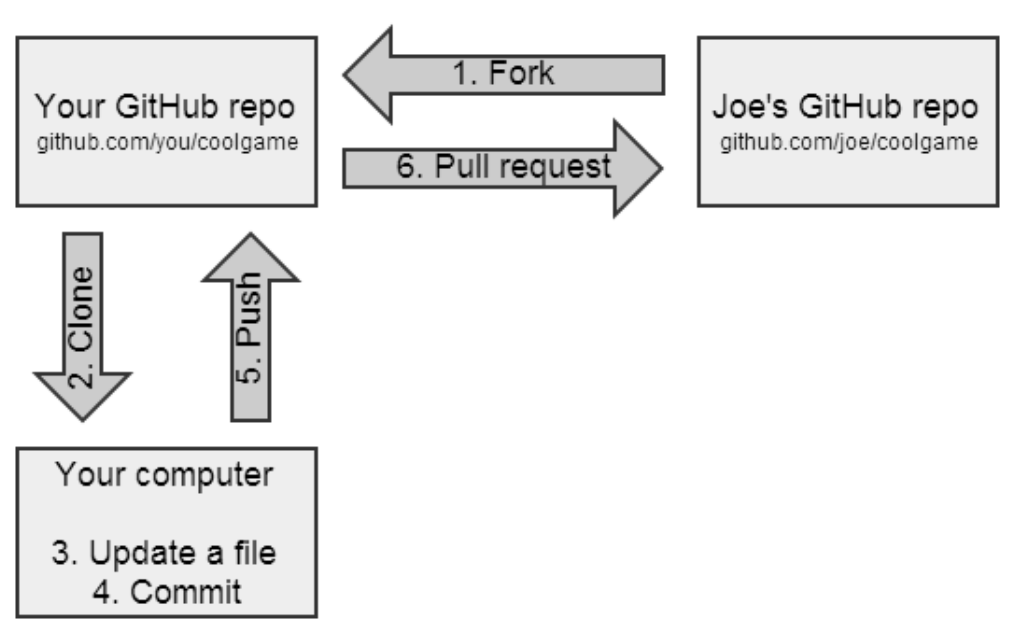 Your GitHub repo
github.com/you/coolgame
1. Fork
6. Pull request
Joe's GitHub repo
github.com/joe/coolgame
2. Clone
5. Push
Your computer
3. Update a file
4. Commit